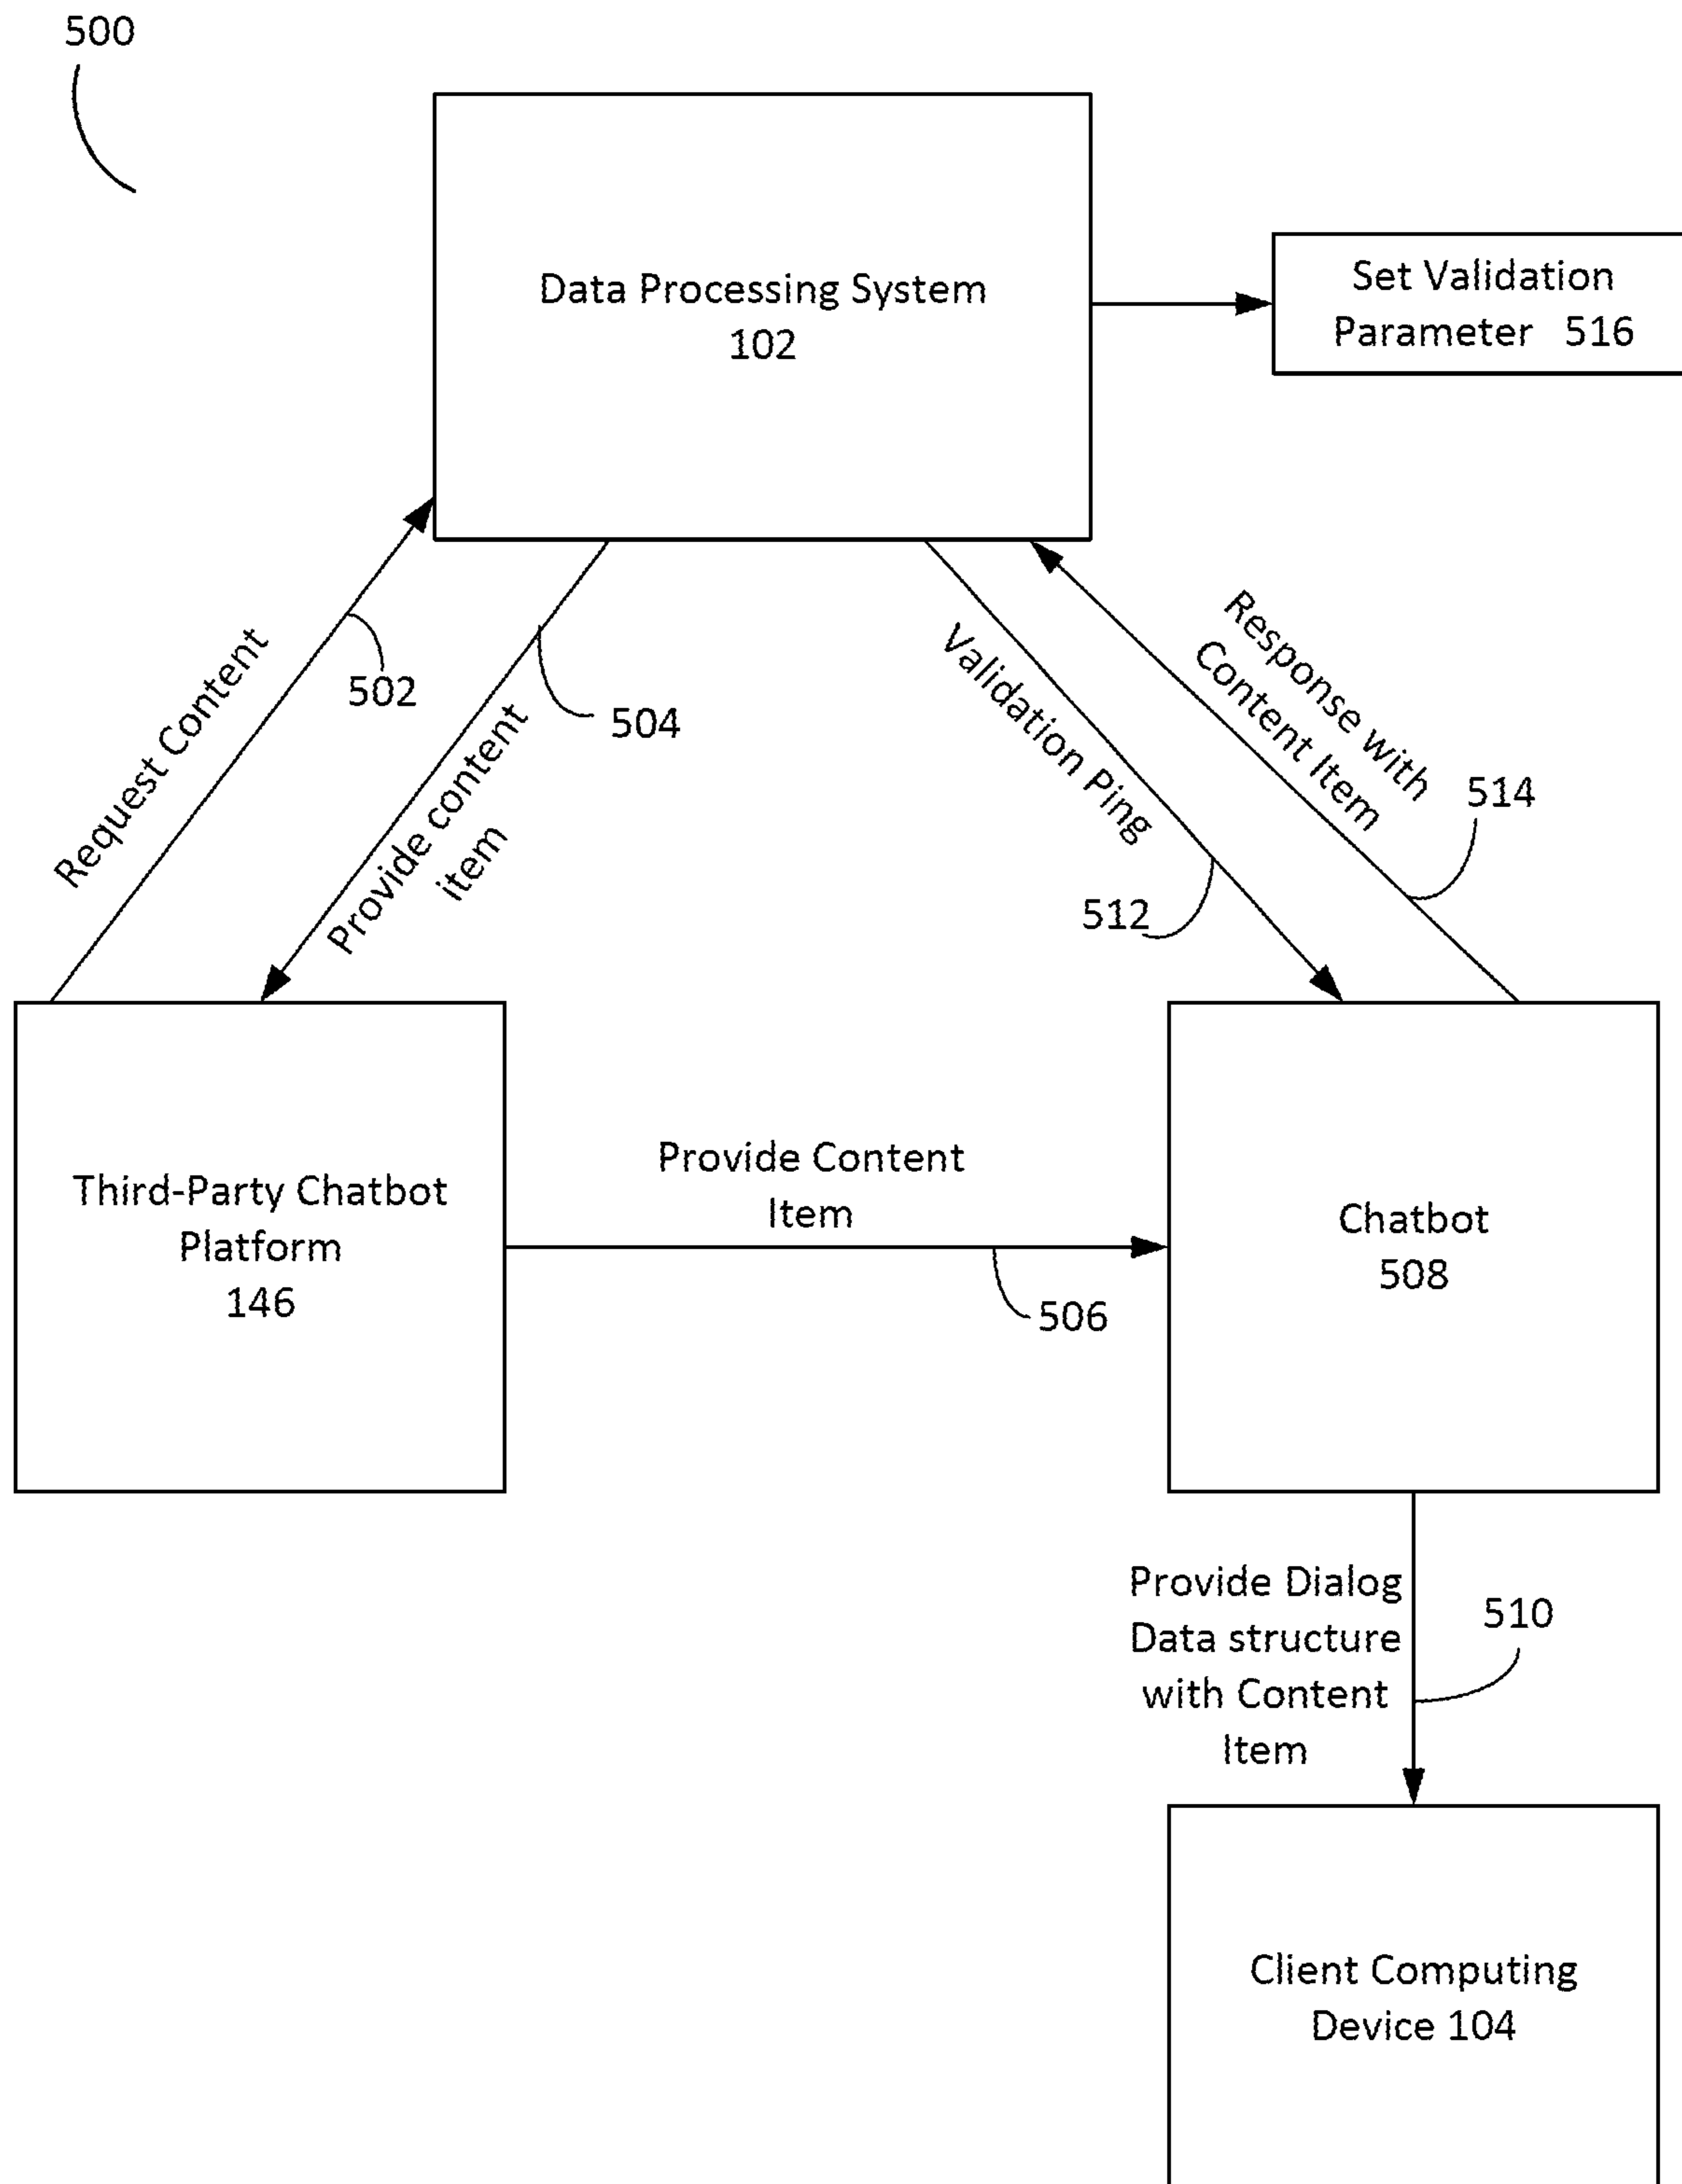 500
Data Processing System
102
Set Validation
Parameter 516
Request Content
502
Provide content
item
504
Validation Ping
512
Response with
Content Item
514
Third-Party Chatbot
Platform
146
Provide Content
Item
506
Chatbot
508
Provide Dialog
Data structure
with Content
Item
510
Client Computing
Device 104